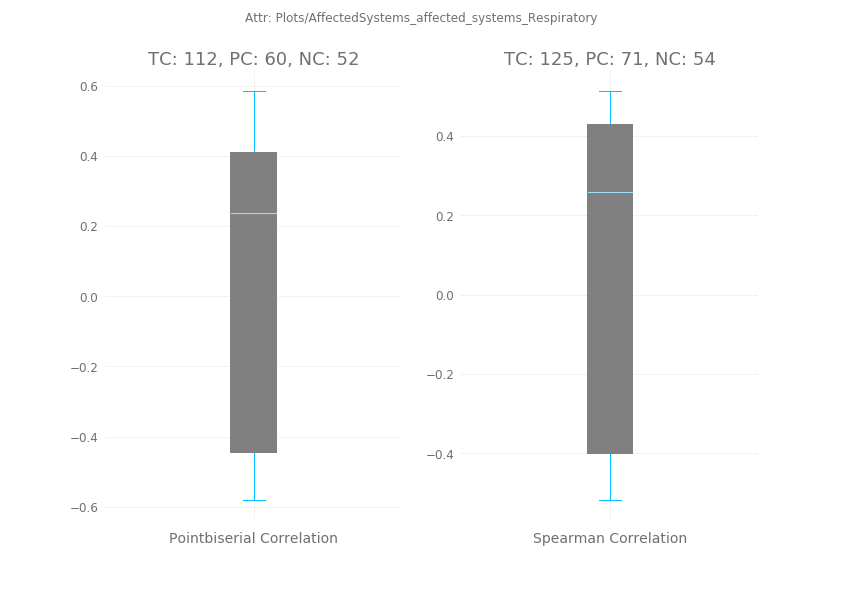 Attr: Plots/AffectedSystems_affected_systems_Respiratory
TC: 112, PC: 60, NC: 52
0.6
0.4
0.2
0.0
−0.2
−0.4
−0.6
Pointbiserial Correlation
TC: 125, PC: 71, NC: 54
0.4
0.2
0.0
−0.2
−0.4
Spearman Correlation